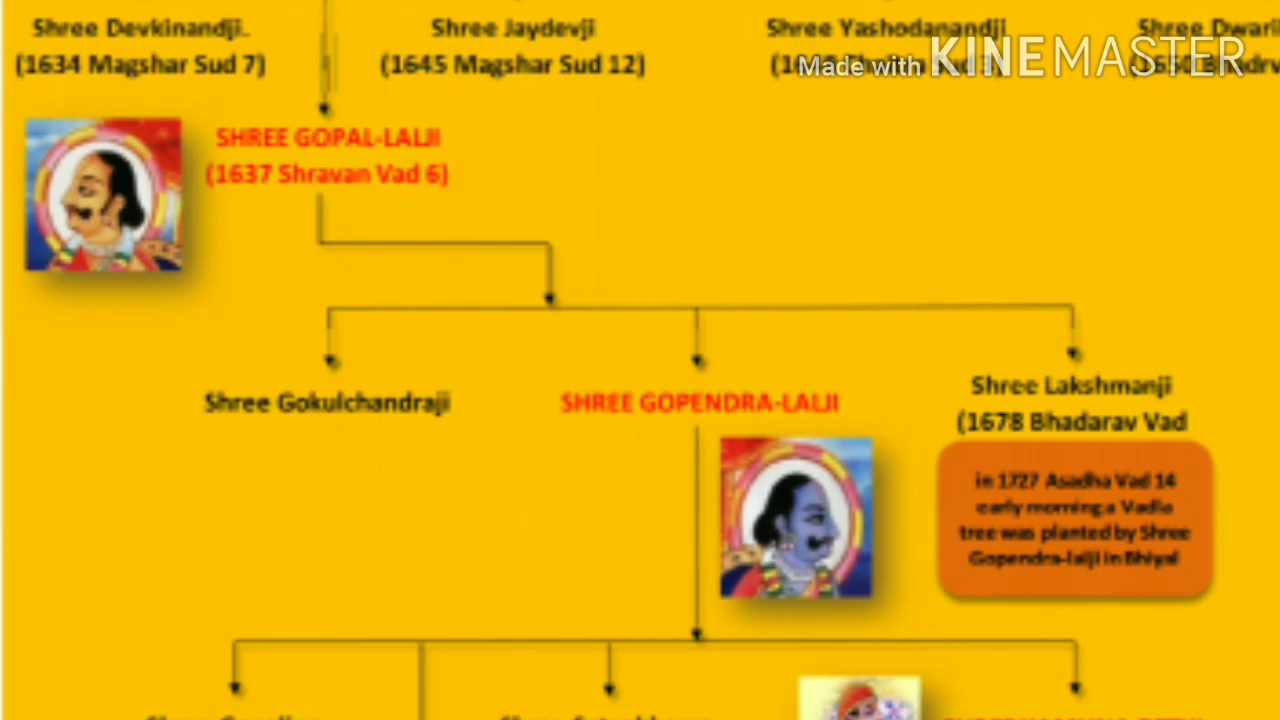 Shree Devkinandji.
(1634 Magshar Sud 7)
Shree Jaydevji
(1645 Magshar Sud 12)
Shree Yashodanandji
Shree
Made with KINEMASTER
SHREE GOPAL-LALJI
(1637 Shravan Vad 6)
Shree Gokulchandraji
SHREE GOPENDRA-LALJI
Shree Lakshmanji
(1678 Bhadarav Vad
in 1727 Asadha Vad 14
early morning a Vadla
tree was planted by Shree
Gopendra-lalji in Bhiyal